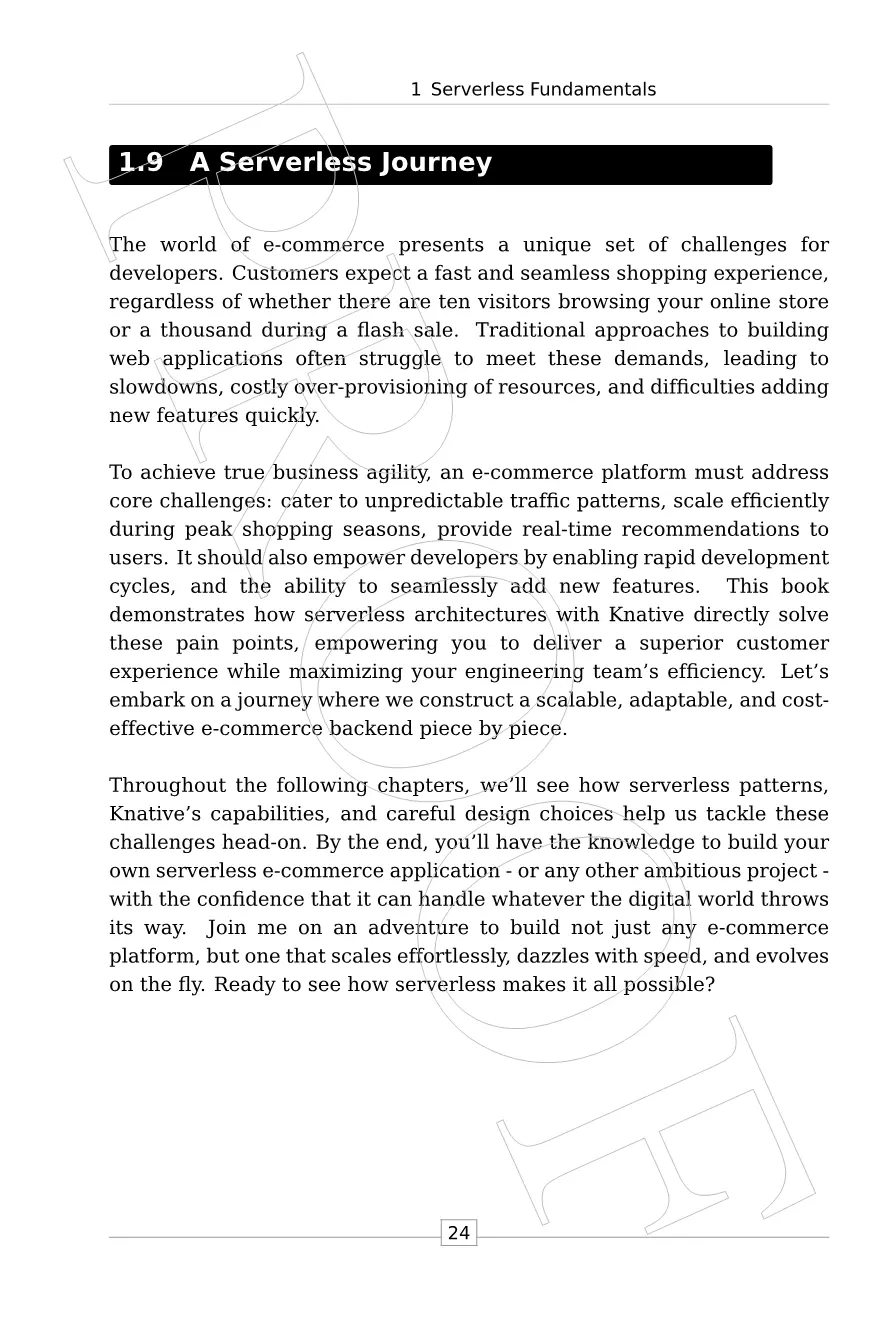 1 Serverless Fundamentals
1.9 A Serverless Journey
The world of e-commerce presents a unique set of challenges for
developers. Customers expect a fast and seamless shopping experience,
regardless of whether there are ten visitors browsing your online store
or a thousand during a flash sale. Traditional approaches to building
web applications often struggle to meet these demands, leading to
slowdowns, costly over-provisioning of resources, and difficulties adding
new features quickly.
To achieve true business agility, an e-commerce platform must address
core challenges: cater to unpredictable traffic patterns, scale efficiently
during peak shopping seasons, provide real-time recommendations to
users. It should also empower developers by enabling rapid development
cycles, and the ability to seamlessly add new features. This book
demonstrates how serverless architectures with Knative directly solve
these pain points, empowering you to deliver a superior customer
experience while maximizing your engineering team’s efficiency. Let’s
embark on a journey where we construct a scalable, adaptable, and cost-
effective e-commerce backend piece by piece.
Throughout the following chapters, we’ll see how serverless patterns,
Knative’s capabilities, and careful design choices help us tackle these
challenges head-on. By the end, you’ll have the knowledge to build your
own serverless e-commerce application - or any other ambitious project -
with the confidence that it can handle whatever the digital world throws
its way. Join me on an adventure to build not just any e-commerce
platform, but one that scales effortlessly, dazzles with speed, and evolves
on the fly. Ready to see how serverless makes it all possible?
PROOF
24